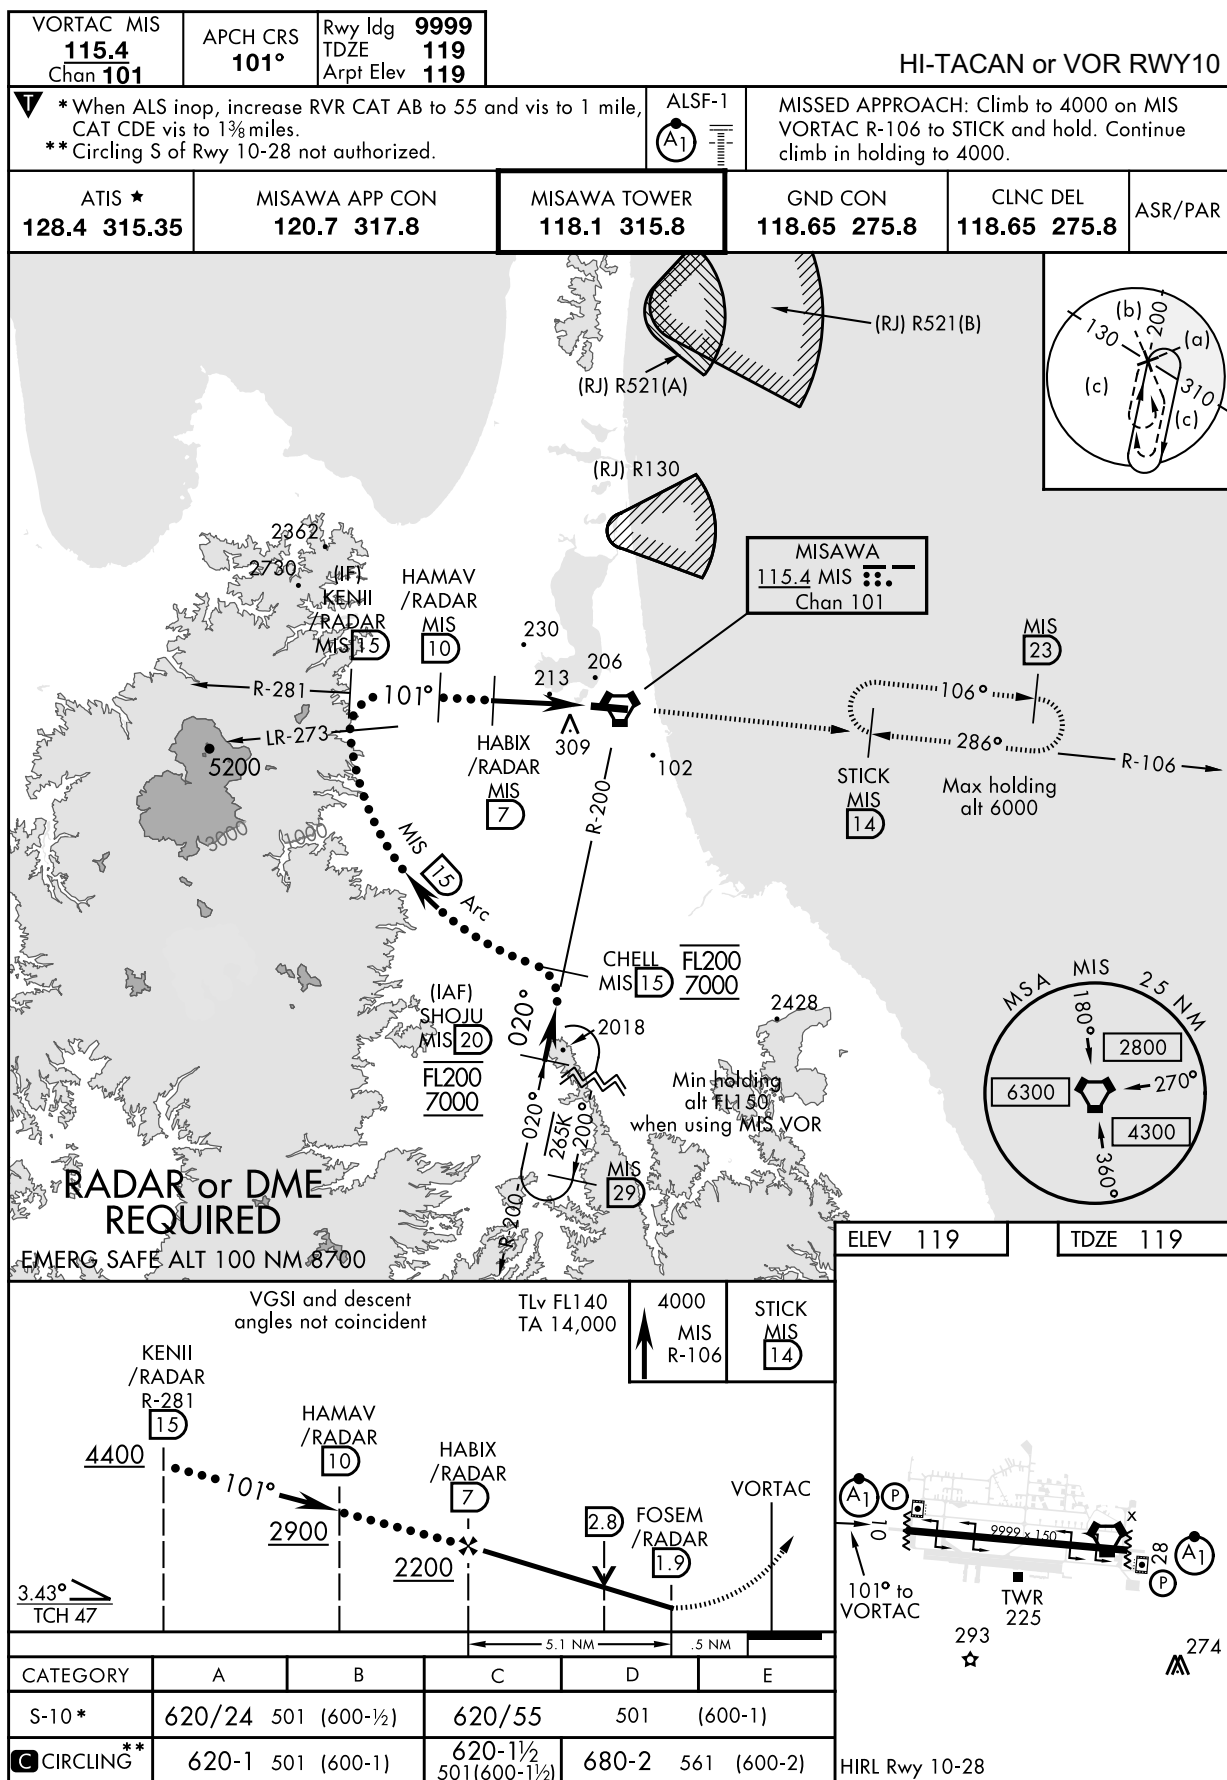 VORTAC MIS
115.4
Chan 101
APCH CRS
101°
Rwy ldg 9999
TDZE 119
Arpt Elev 119
HI-TACAN or VOR RWY10
T
* When ALS inop, increase RVR CAT AB to 55 and vis to 1 mile,
CAT CDE vis to 1⅜ miles.
** Circling S of Rwy 10-28 not authorized.
ALSF-1
A1
MISSED APPROACH: Climb to 4000 on MIS
VORTAC R-106 to STICK and hold. Continue
climb in holding to 4000.
ATIS ★
128.4 315.35
MISAWA APP CON
120.7 317.8
MISAWA TOWER
118.1 315.8
GND CON
118.65 275.8
CLNC DEL
118.65 275.8
ASR/PAR
(RJ) R521(B)
(RJ) R521(A)
(RJ) R130
(b)
200
(a)
130
(c)
310
(c)
MISAWA
115.4 MIS
Chan 101
2362
2730
(IF)
KENII
/RADAR
MIS 15
HAMAV
/RADAR
MIS
10
230
206
213
MIS
23
R-281
101°
106°
LR-273
5200
HABIX
/RADAR
MIS
7
309
102
286°
R-106
STICK
MIS
14
Max holding
alt 6000
R-200
3000
1000
MIS 15 Arc
CHELL
MIS 15
FL200
7000
(IAF)
SHOJU
MIS 20
FL200
7000
020°
2018
2428
Min holding
alt FL150
when using MIS VOR
020°
265K
200°
MIS
29
R-200
MSA MIS 25 NM
180°
2800
6300
270°
4300
360°
RADAR or DME
REQUIRED
EMERG SAFE ALT 100 NM 8700
ELEV 119
TDZE 119
VGSI and descent
angles not coincident
TLv FL140
TA 14,000
4000
MIS
R-106
STICK
MIS
14
KENII
/RADAR
R-281
15
4400
HAMAV
/RADAR
10
101°
2900
HABIX
/RADAR
7
2200
2.8
FOSEM
/RADAR
1.9
VORTAC
3.43°
TCH 47
5.1 NM
.5 NM
A1
P
10
9999 x 150
X
28
A1
P
101° to
VORTAC
TWR
225
293
274
HIRL Rwy 10-28
CATEGORY A B C D E
S-10 * 620/24 501 (600-½) 620/55 501 (600-1)
C CIRCLING ** 620-1 501 (600-1) 620-1½ 501(600-1½) 680-2 561 (600-2)